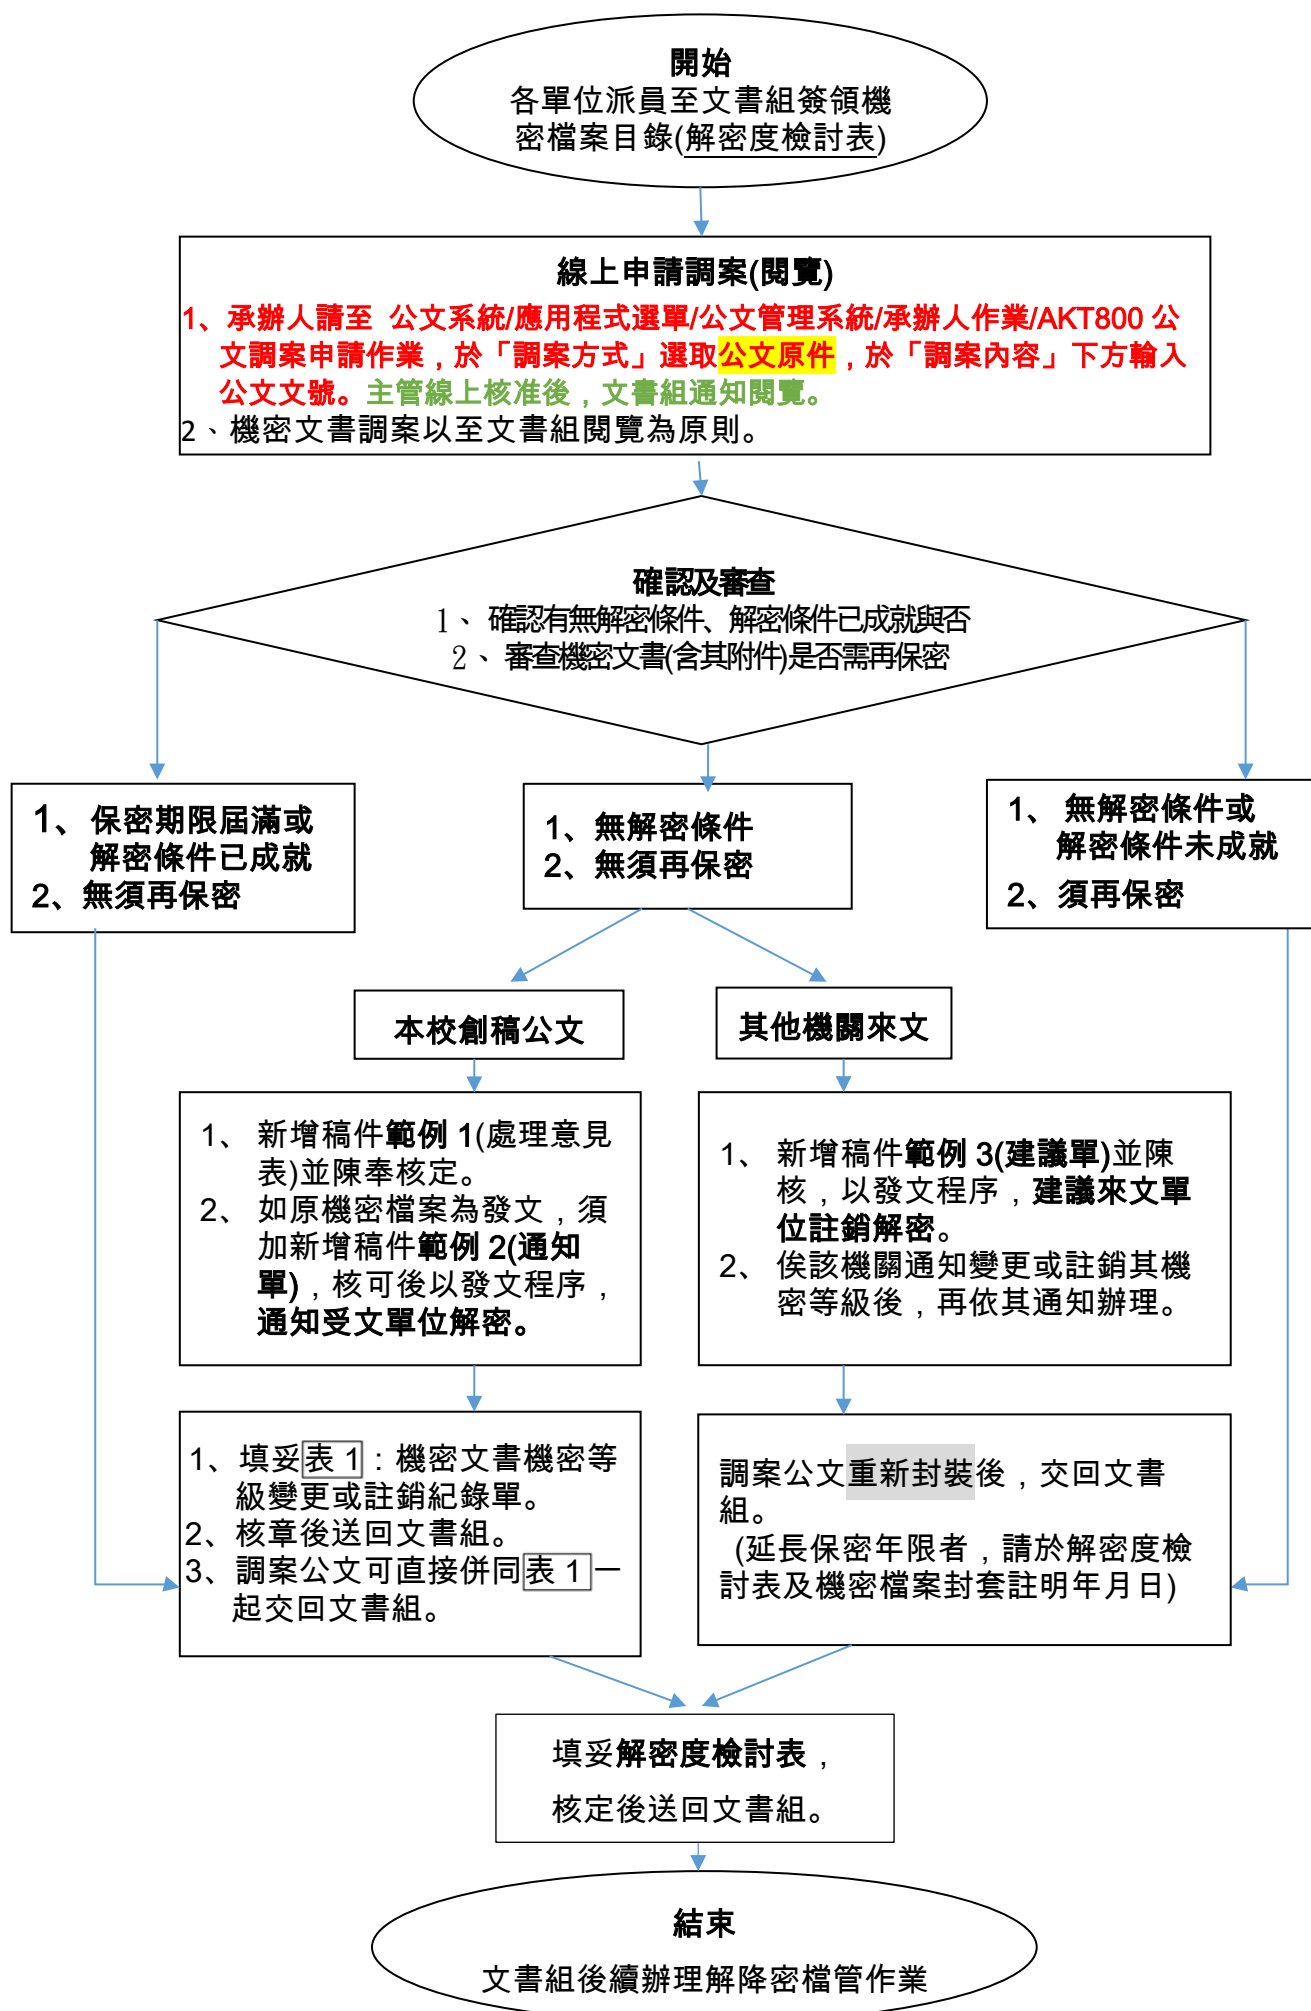 開始
各單位派員至文書組簽領機
密檔案目錄(解密度檢討表)
線上申請調案(閱覽)
1、承辦人請至 公文系統/應用程式選單/公文管理系統/承辦人作業/AKT800 公
文調案申請作業，於「調案方式」選取公文原件，於「調案內容」下方輸入
公文文號。主管線上核准後，文書組通知閱覽。
2、機密文書調案以至文書組閱覽為原則。
確認及審查
1、 確認有無解密條件、解密條件已成就與否
2、 審查機密文書(含其附件)是否需再保密
1、 保密期限屆滿或
解密條件已成就
2、無須再保密
1、無解密條件
2、無須再保密
1、 無解密條件或
解密條件未成就
2、須再保密
本校創稿公文
其他機關來文
1、 新增稿件範例 1(處理意見
表)並陳奉核定。
2、 如原機密檔案為發文，須
加新增稿件範例 2(通知
單)，核可後以發文程序，
通知受文單位解密。
1、 新增稿件範例 3(建議單)並陳
核，以發文程序，建議來文單
位註銷解密。
2、 俟該機關通知變更或註銷其機
密等級後，再依其通知辦理。
1、填妥表 1：機密文書機密等
級變更或註銷紀錄單。
2、核章後送回文書組。
3、調案公文可直接併同表 1 一
起交回文書組。
調案公文重新封裝後，交回文書
組。
(延長保密年限者，請於解密度檢
討表及機密檔案封套註明年月日)
填妥解密度檢討表，
核定後送回文書組。
結束
文書組後續辦理解降密檔管作業